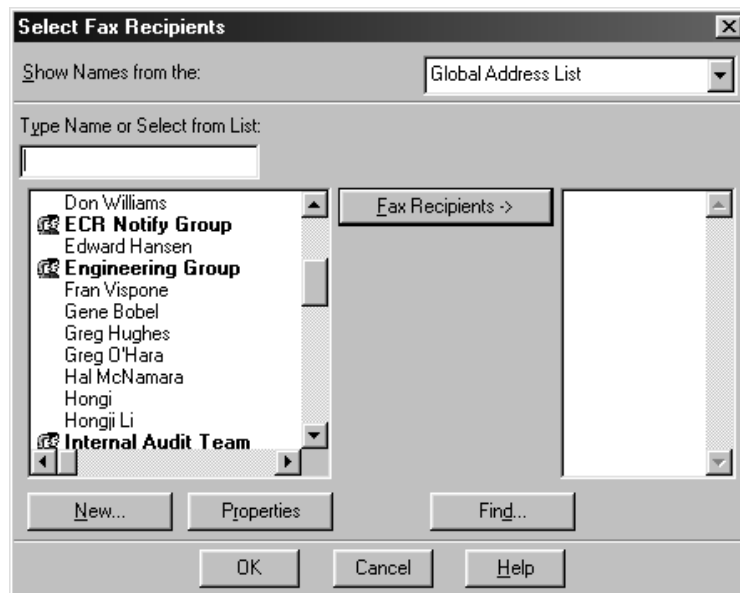 Select Fax Recipients
Show Names from the:
Global Address List
Type Name or Select from List:
Don Williams
ECR Notify Group
Edward Hansen
Engineering Group
Fran Vispone
Gene Bobel
Greg Hughes
Greg O'Hara
Hal McNamara
Hongi
Hongji Li
Internal Audit Team
Fax Recipients ->
New...
Properties
Find...
OK
Cancel
Help